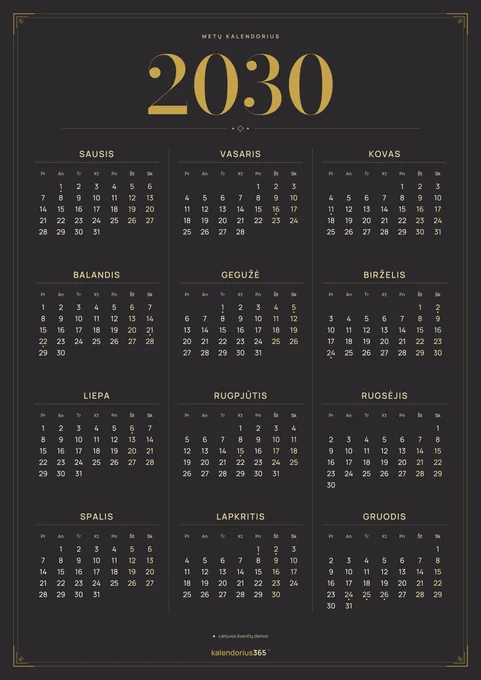 METŲ KALENDORIUS
2030
SAUSIS
Pr An Tr Kt Pn Št Sk
1 2 3 4 5 6
7 8 9 10 11 12 13
14 15 16 17 18 19 20
21 22 23 24 25 26 27
28 29 30 31
VASARIS
Pr An Tr Kt Pn Št Sk
1 2 3
4 5 6 7 8 9 10
11 12 13 14 15 16 17
18 19 20 21 22 23 24
25 26 27 28
KOVAS
Pr An Tr Kt Pn Št Sk
1 2 3
4 5 6 7 8 9 10
11 12 13 14 15 16 17
18 19 20 21 22 23 24
25 26 27 28 29 30 31
BALANDIS
Pr An Tr Kt Pn Št Sk
1 2 3 4 5 6 7
8 9 10 11 12 13 14
15 16 17 18 19 20 21
22 23 24 25 26 27 28
29 30
GEGUŽĖ
Pr An Tr Kt Pn Št Sk
1 2 3 4 5
6 7 8 9 10 11 12
13 14 15 16 17 18 19
20 21 22 23 24 25 26
27 28 29 30 31
BIRŽELIS
Pr An Tr Kt Pn Št Sk
1 2
3 4 5 6 7 8 9
10 11 12 13 14 15 16
17 18 19 20 21 22 23
24 25 26 27 28 29 30
LIEPA
Pr An Tr Kt Pn Št Sk
1 2 3 4 5 6 7
8 9 10 11 12 13 14
15 16 17 18 19 20 21
22 23 24 25 26 27 28
29 30 31
RUGPJŪTIS
Pr An Tr Kt Pn Št Sk
1 2 3 4
5 6 7 8 9 10 11
12 13 14 15 16 17 18
19 20 21 22 23 24 25
26 27 28 29 30 31
RUGSĖJIS
Pr An Tr Kt Pn Št Sk
1
2 3 4 5 6 7 8
9 10 11 12 13 14 15
16 17 18 19 20 21 22
23 24 25 26 27 28 29
30
SPALIS
Pr An Tr Kt Pn Št Sk
1 2 3 4 5 6
7 8 9 10 11 12 13
14 15 16 17 18 19 20
21 22 23 24 25 26 27
28 29 30 31
LAPKRITIS
Pr An Tr Kt Pn Št Sk
1 2 3
4 5 6 7 8 9 10
11 12 13 14 15 16 17
18 19 20 21 22 23 24
25 26 27 28 29 30
GRUODIS
Pr An Tr Kt Pn Št Sk
1
2 3 4 5 6 7 8
9 10 11 12 13 14 15
16 17 18 19 20 21 22
23 24 25 26 27 28 29
30 31
Lietuvos švenčių dienos
kalendorius365